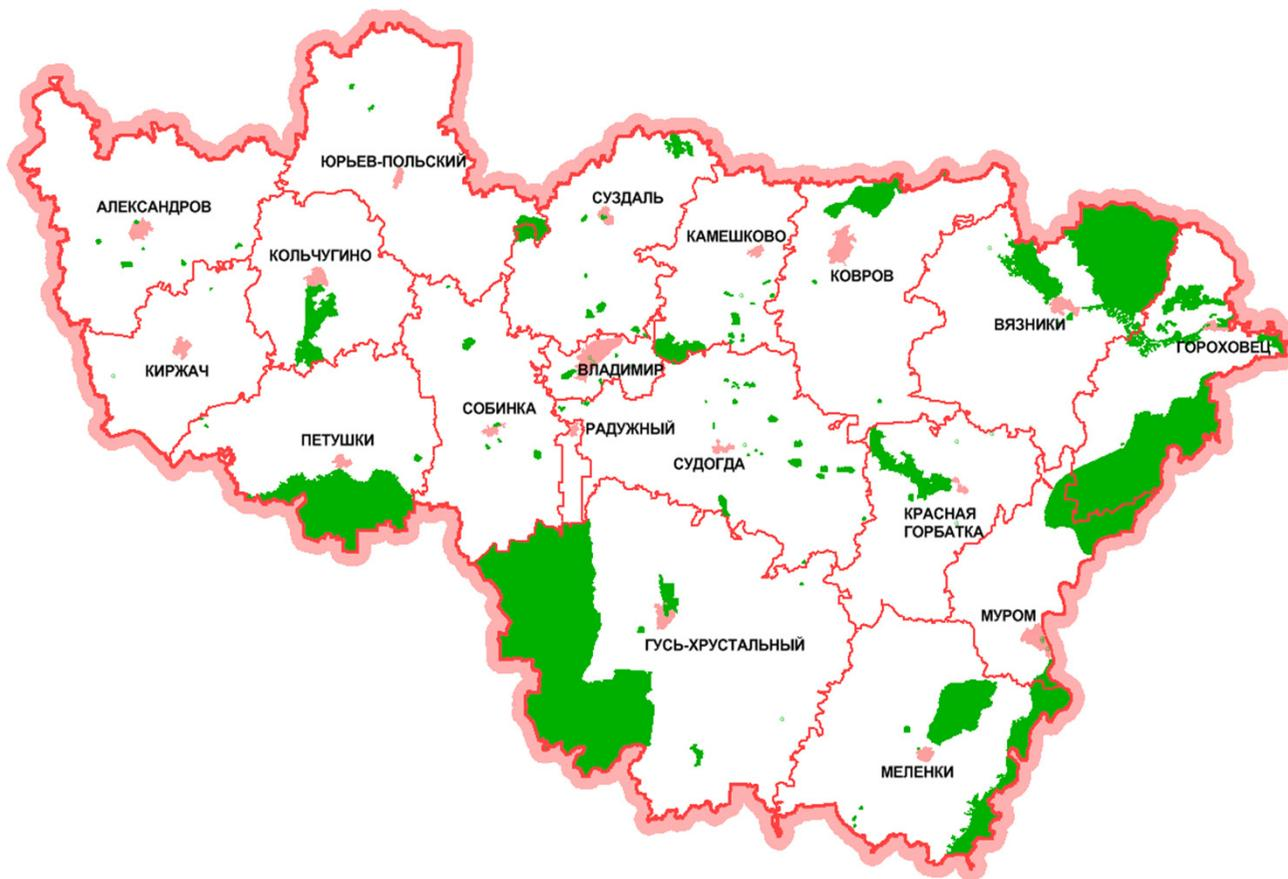 ЮРЬЕВ-ПОЛЬСКИЙ
АЛЕКСАНДРОВ
СУЗДАЛЬ
КАМЕШКОВО
КОЛЬЧУГИНО
КОВРОВ
ВЯЗНИКИ
ГОРОХОВЕЦ
КИРЖАЧ
ВЛАДИМИР
СОБИНКА
РАДУЖНЫЙ
ПЕТУШКИ
СУДОГДА
КРАСНАЯ
ГОРБАТКА
МУРОМ
ГУСЬ-ХРУСТАЛЬНЫЙ
МЕЛЕНКИ